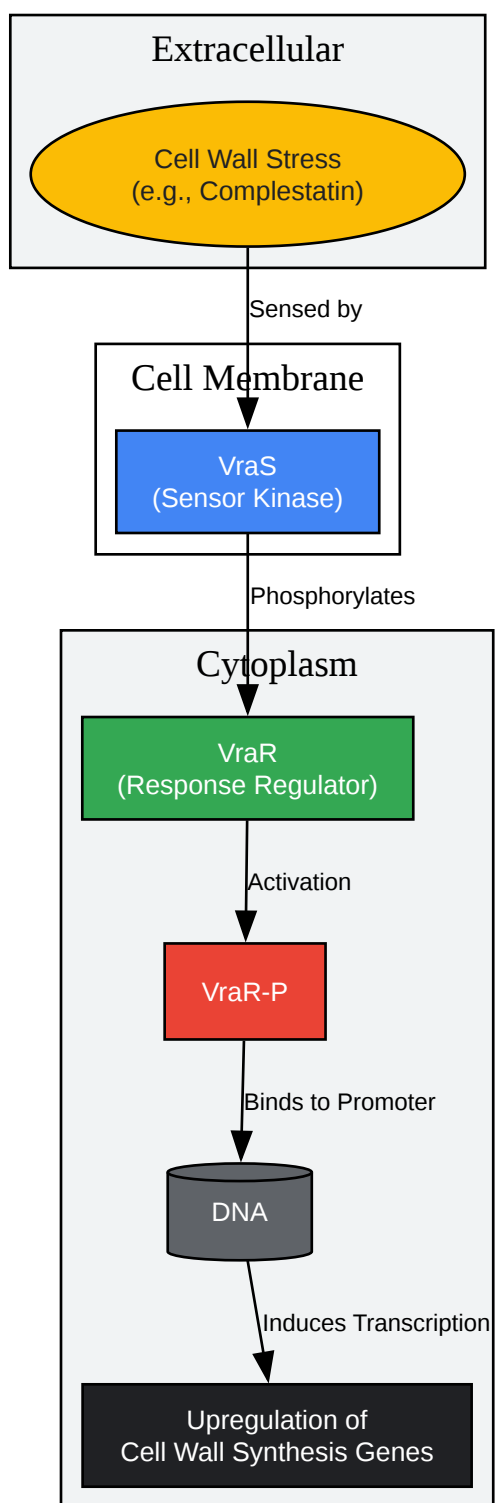 Extracellular
Cell Wall Stress
(e.g., Complestatin)
Sensed by
Cell Membrane
VraS
(Sensor Kinase)
Phosphorylates
Cytoplasm
VraR
(Response Regulator)
Activation
VraR-P
Binds to Promoter
DNA
Induces Transcription
Upregulation of
Cell Wall Synthesis Genes